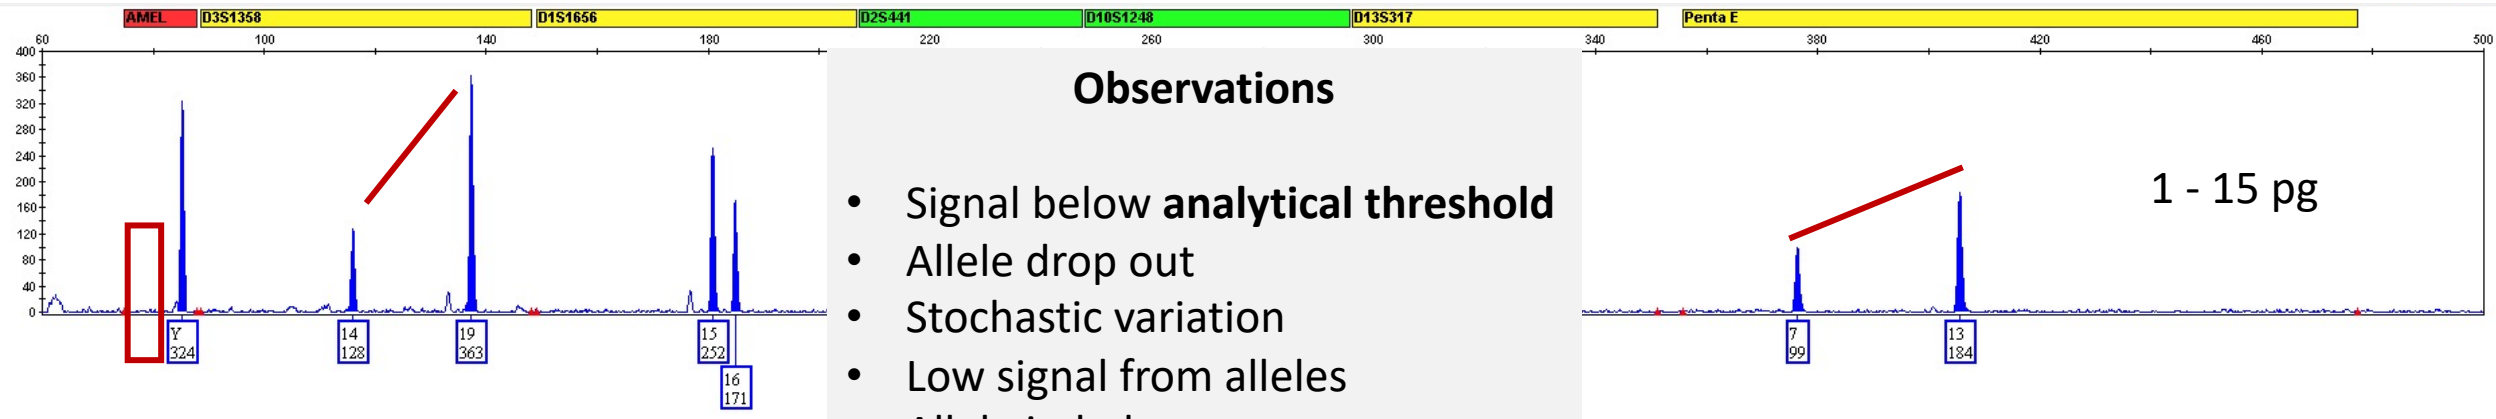 AMEL D3S1358 D1S1656 D2S441 D10S1248 D13S317 Penta E
60 100 140 180 220 260 300 340 380 420 460 500
400
360
320
280
240
200
160
120
80
40
0
Observations
• Signal below analytical threshold
• Allele drop out
• Stochastic variation
• Low signal from alleles
1 - 15 pg
Y 14 19 15 7 13
324 128 363 252 99 184
16
171